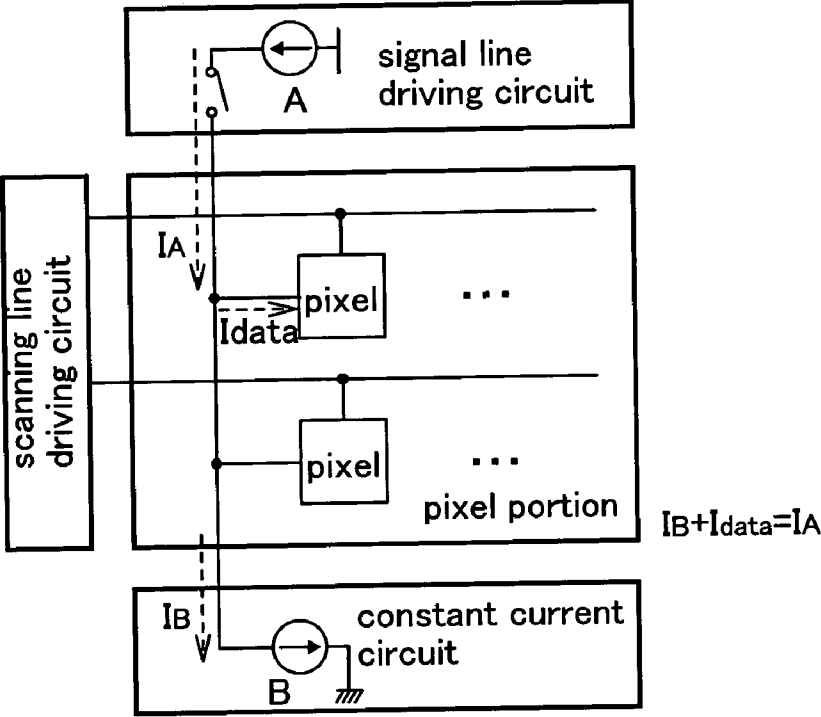 signal line
driving circuit
A
IA
scanning line
driving circuit
pixel
...
Idata
pixel
...
pixel portion
IB+Idata=IA
IB
constant current
circuit
B